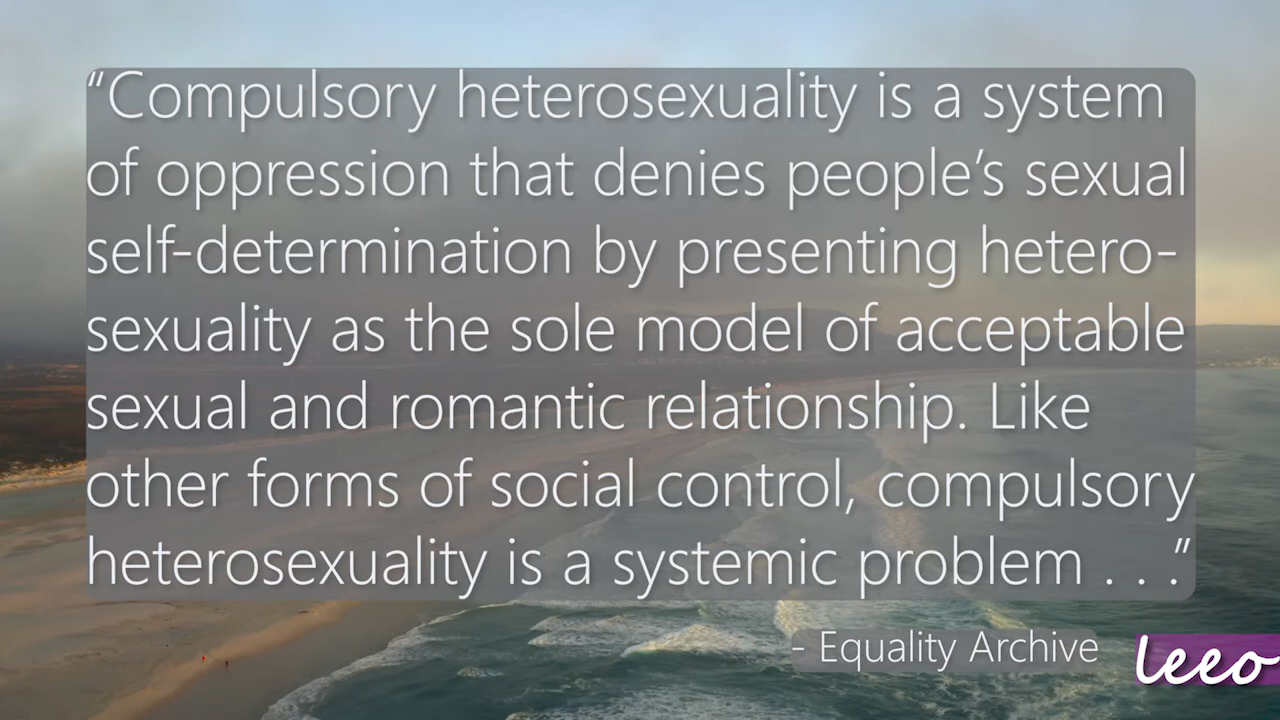 “Compulsory heterosexuality is a system
of oppression that denies people’s sexual
self-determination by presenting hetero-
sexuality as the sole model of acceptable
sexual and romantic relationship. Like
other forms of social control, compulsory
heterosexuality is a systemic problem . . .”
- Equality Archive
leeo